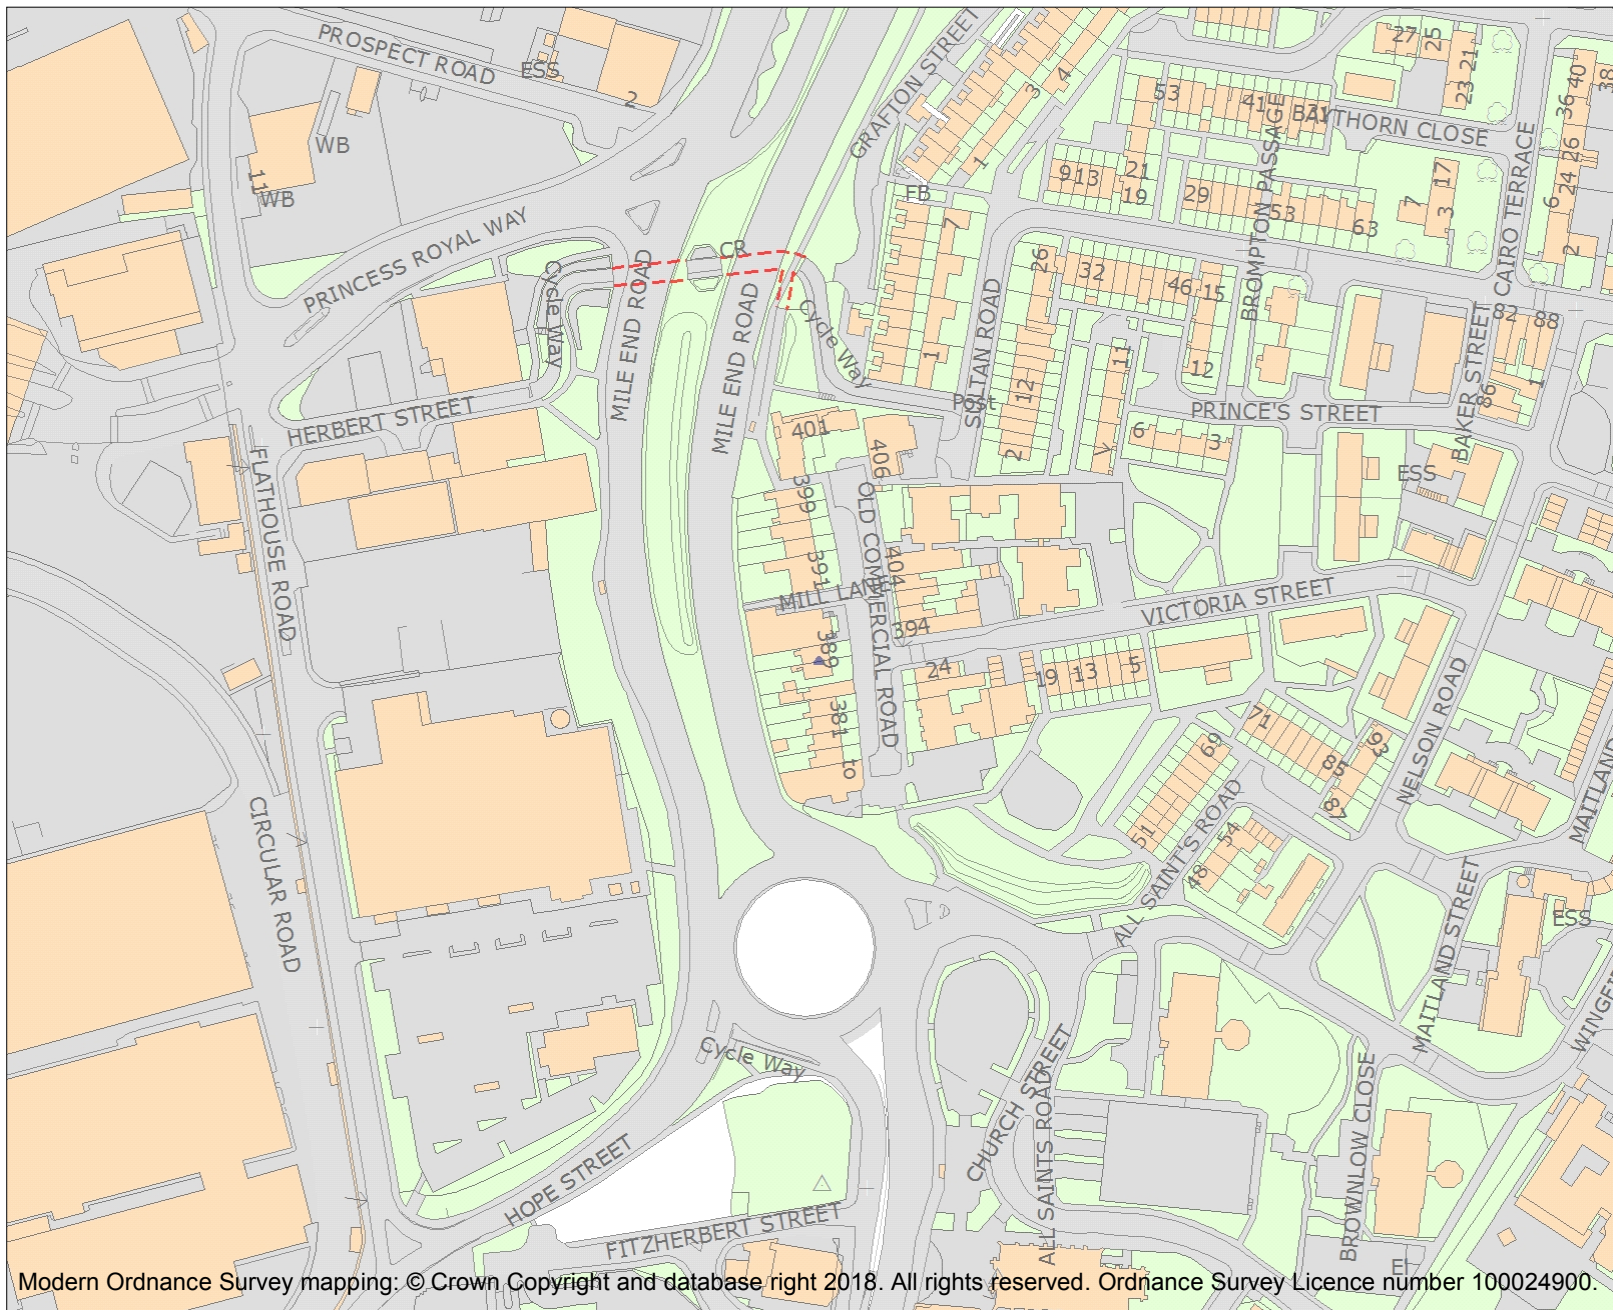 PROSPECT ROAD
ESS
2
WB
11
WB
PRINCESS ROYAL WAY
GRAFTON STREET
4
3
1
FB
7
53
41
31
BAYTHORN CLOSE
27
25
21
23
40
38
36
26
24
6
2
9
13
21
19
29
53
63
BROMPTON PASSAGE
17
7
3
CAIRO TERRACE
CR
Cycle Way
MILE END ROAD
MILE END ROAD
Cycle Way
26
32
46
15
SULTAN ROAD
1
12
2
11
12
82
88
BAKER STREET
86
1
HERBERT STREET
Post
PRINCE'S STREET
6
3
401
406
399
391
OLD COMMERCIAL ROAD
404
MILL LANE
394
ESS
FLATHOUSE ROAD
VICTORIA STREET
389
24
19
13
5
381
to
71
69
85
93
87
NELSON ROAD
51
54
48
ALL SAINT'S ROAD
MAITLAND
CIRCULAR ROAD
MAITLAND STREET
ESS
Cycle Way
CHURCH STREET
ALL SAINTS ROAD
HOPE STREET
FITZHERBERT STREET
BROWNLOW CLOSE
El
Modern Ordnance Survey mapping: © Crown Copyright and database right 2018. All rights reserved. Ordnance Survey Licence number 100024900.